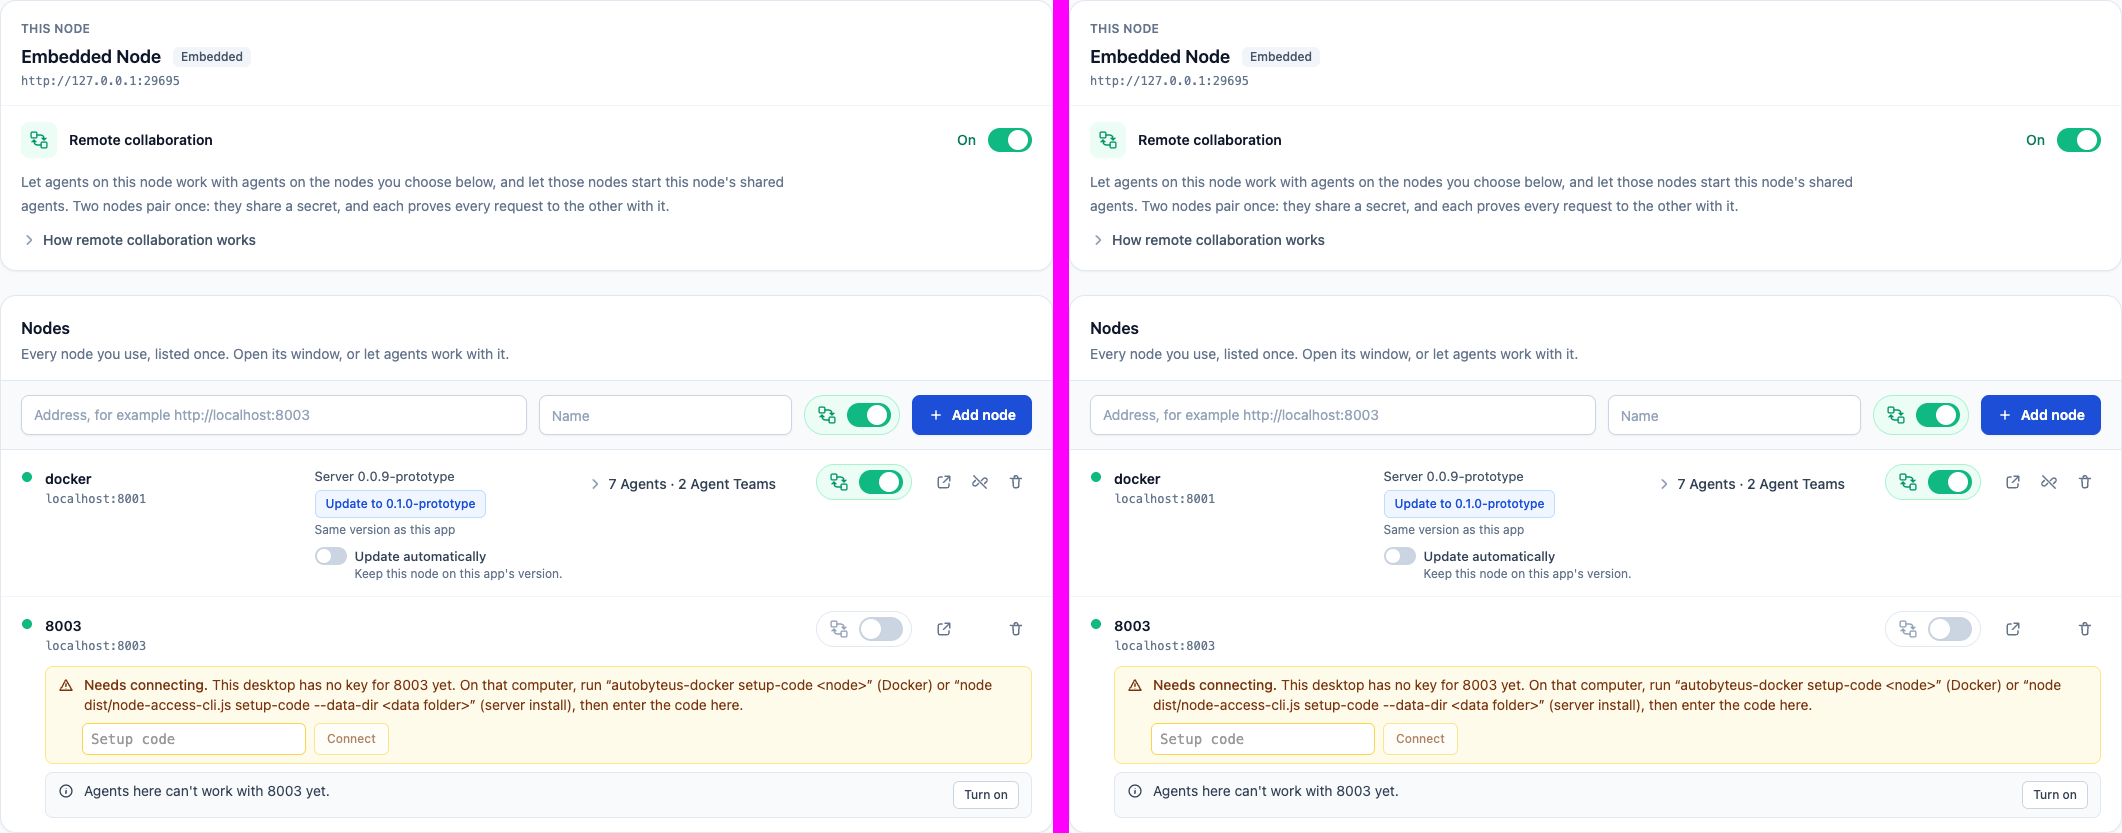 THIS NODE
Embedded Node Embedded
http://127.0.0.1:29695
Remote collaboration On
Let agents on this node work with agents on the nodes you choose below, and let those nodes start this node's shared
agents. Two nodes pair once: they share a secret, and each proves every request to the other with it.
How remote collaboration works
Nodes
Every node you use, listed once. Open its window, or let agents work with it.
Address, for example http://localhost:8003 Name + Add node
docker
localhost:8001
Server 0.0.9-prototype
Update to 0.1.0-prototype
Same version as this app
Update automatically
Keep this node on this app's version.
7 Agents · 2 Agent Teams
8003
localhost:8003
Needs connecting. This desktop has no key for 8003 yet. On that computer, run “autobyteus-docker setup-code <node>” (Docker) or “node
dist/node-access-cli.js setup-code --data-dir <data folder>” (server install), then enter the code here.
Setup code Connect
Agents here can't work with 8003 yet. Turn on
THIS NODE
Embedded Node Embedded
http://127.0.0.1:29695
Remote collaboration On
Let agents on this node work with agents on the nodes you choose below, and let those nodes start this node's shared
agents. Two nodes pair once: they share a secret, and each proves every request to the other with it.
How remote collaboration works
Nodes
Every node you use, listed once. Open its window, or let agents work with it.
Address, for example http://localhost:8003 Name + Add node
docker
localhost:8001
Server 0.0.9-prototype
Update to 0.1.0-prototype
Same version as this app
Update automatically
Keep this node on this app's version.
7 Agents · 2 Agent Teams
8003
localhost:8003
Needs connecting. This desktop has no key for 8003 yet. On that computer, run “autobyteus-docker setup-code <node>” (Docker) or “node
dist/node-access-cli.js setup-code --data-dir <data folder>” (server install), then enter the code here.
Setup code Connect
Agents here can't work with 8003 yet. Turn on